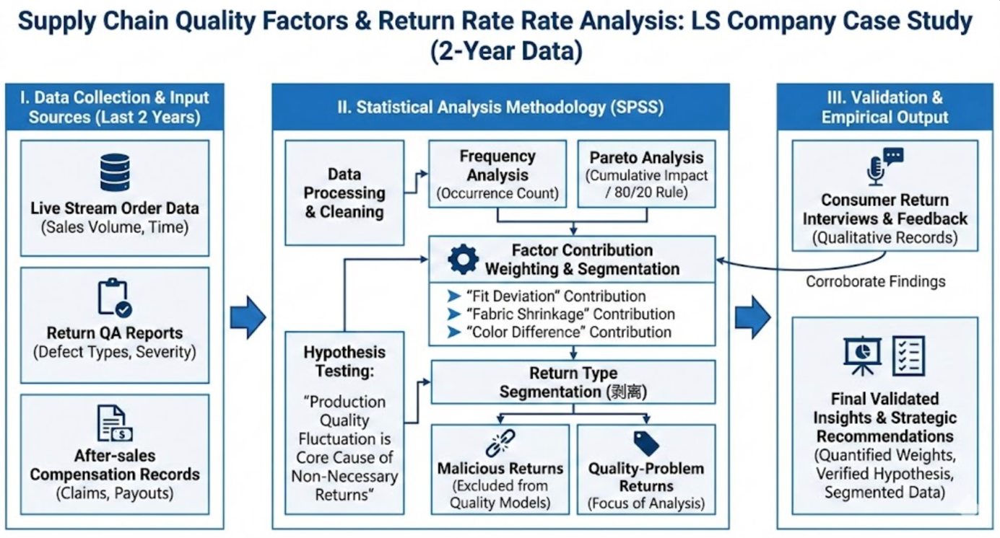 Supply Chain Quality Factors & Return Rate Rate Analysis: LS Company Case Study
(2-Year Data)
I. Data Collection & Input
Sources (Last 2 Years)
Live Stream Order Data
(Sales Volume, Time)
Return QA Reports
(Defect Types, Severity)
$
After-sales
Compensation Records
(Claims, Payouts)
II. Statistical Analysis Methodology (SPSS)
Data
Processing
& Cleaning
Frequency
Analysis
(Occurrence Count)
Pareto Analysis
(Cumulative Impact
/ 80/20 Rule)
Factor Contribution
Weighting & Segmentation
"Fit Deviation" Contribution
"Fabric Shrinkage" Contribution
"Color Difference" Contribution
Hypothesis
Testing:
"Production
Quality
Fluctuation is
Core Cause of
Non-Necessary
Returns"
Return Type
Segmentation (剥离)
Malicious Returns
(Excluded from
Quality Models)
Quality-Problem
Returns
(Focus of Analysis)
III. Validation &
Empirical Output
Consumer Return
Interviews & Feedback
(Qualitative Records)
Corroborate Findings
Final Validated
Insights & Strategic
Recommendations
(Quantified Weights,
Verified Hypothesis,
Segmented Data)